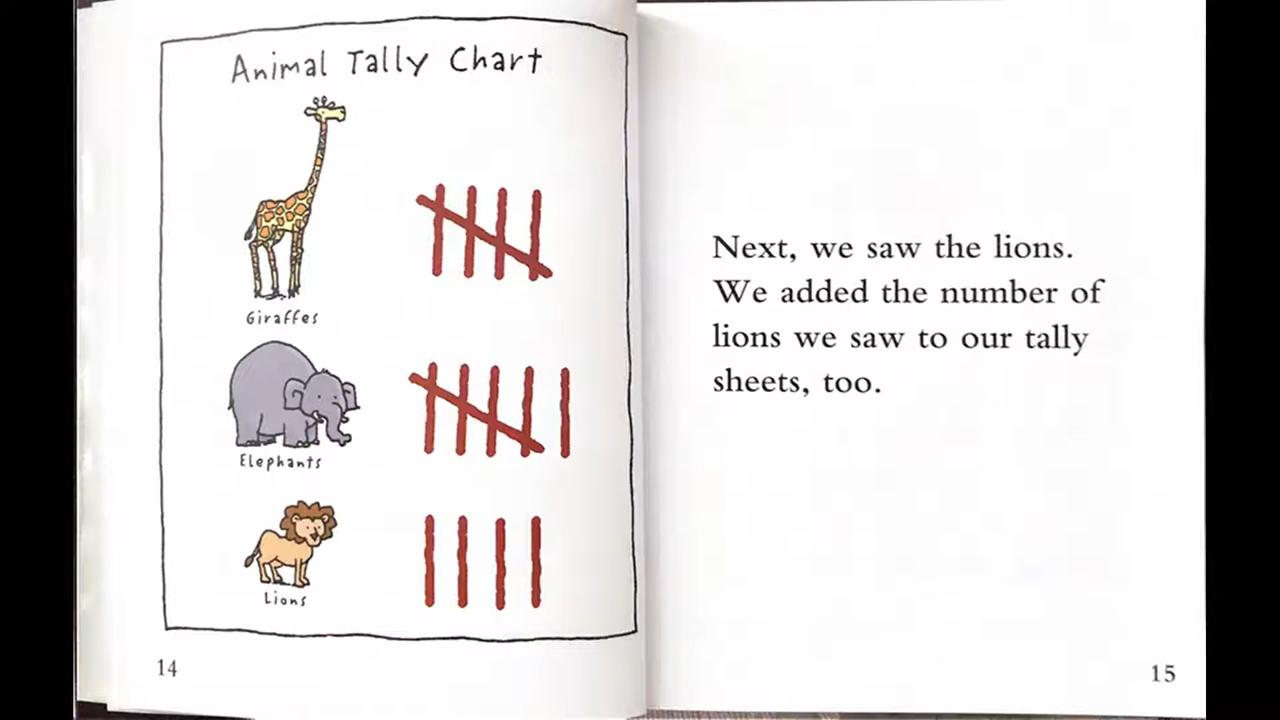 Animal Tally Chart
Giraffes
Elephants
Lions
14
Next, we saw the lions.
We added the number of
lions we saw to our tally
sheets, too.
15